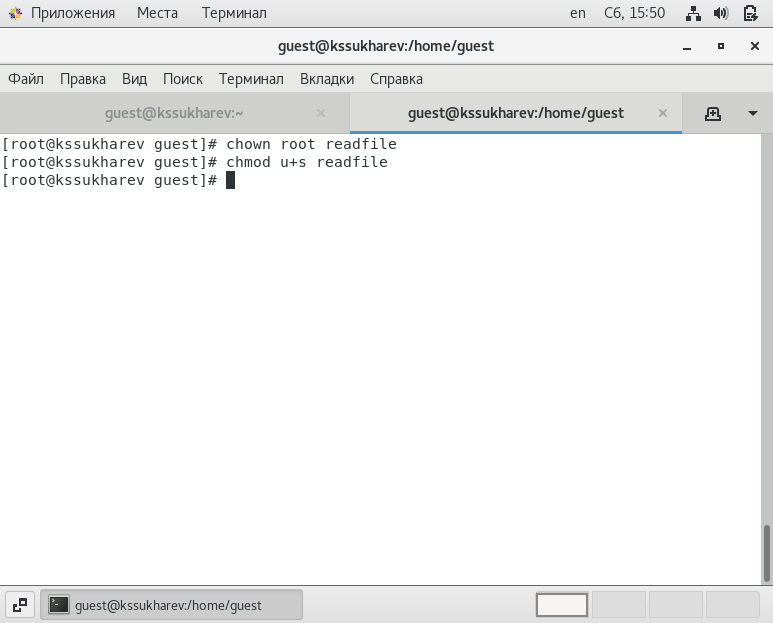 Приложения Места Терминал en Сб, 15:50
guest@kssukharev:/home/guest
Файл Правка Вид Поиск Терминал Вкладки Справка
guest@kssukharev:~ guest@kssukharev:/home/guest
[root@kssukharev guest]# chown root readfile
[root@kssukharev guest]# chmod u+s readfile
[root@kssukharev guest]#
guest@kssukharev:/home/guest